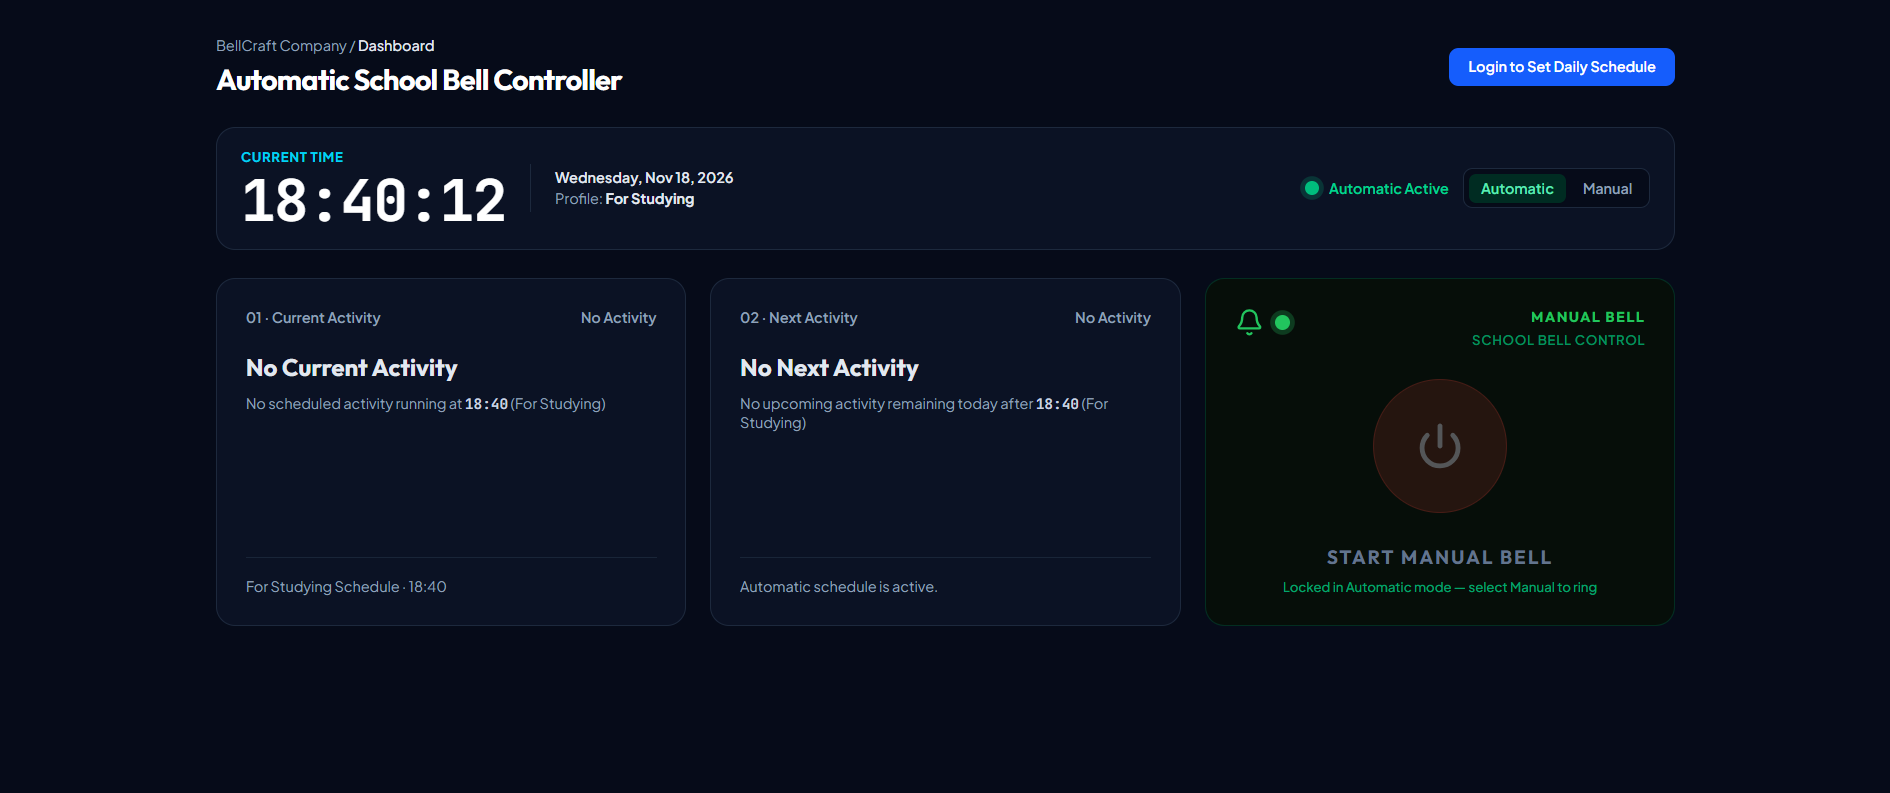 BellCraft Company / Dashboard
Automatic School Bell Controller
Login to Set Daily Schedule
CURRENT TIME
18:40:12
Wednesday, Nov 18, 2026
Profile: For Studying
Automatic Active
Automatic
Manual
01 · Current Activity
No Activity
No Current Activity
No scheduled activity running at 18:40 (For Studying)
For Studying Schedule · 18:40
02 · Next Activity
No Activity
No Next Activity
No upcoming activity remaining today after 18:40 (For
Studying)
Automatic schedule is active.
MANUAL BELL
SCHOOL BELL CONTROL
START MANUAL BELL
Locked in Automatic mode — select Manual to ring